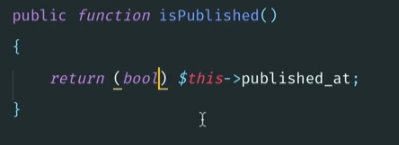 public function isPublished()
{
return (bool) $this->published_at;
}